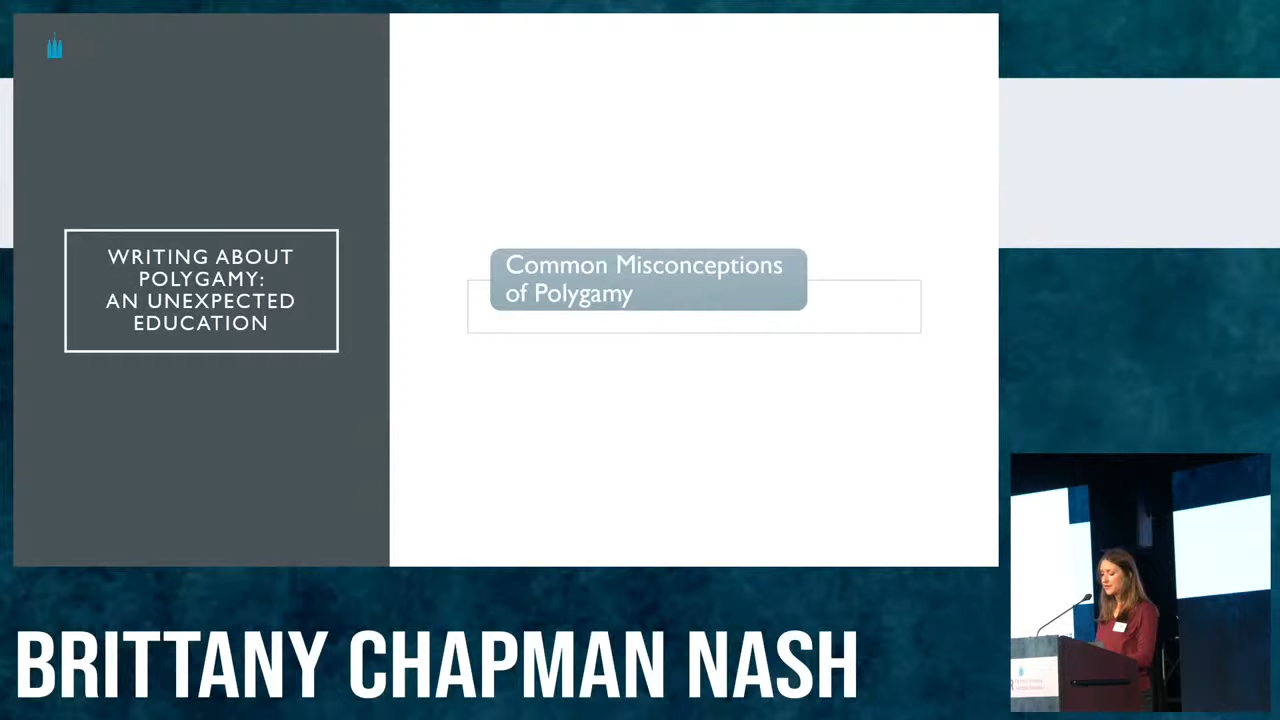 WRITING ABOUT
POLYGAMY:
AN UNEXPECTED
EDUCATION
Common Misconceptions
of Polygamy
BRITTANY CHAPMAN NASH